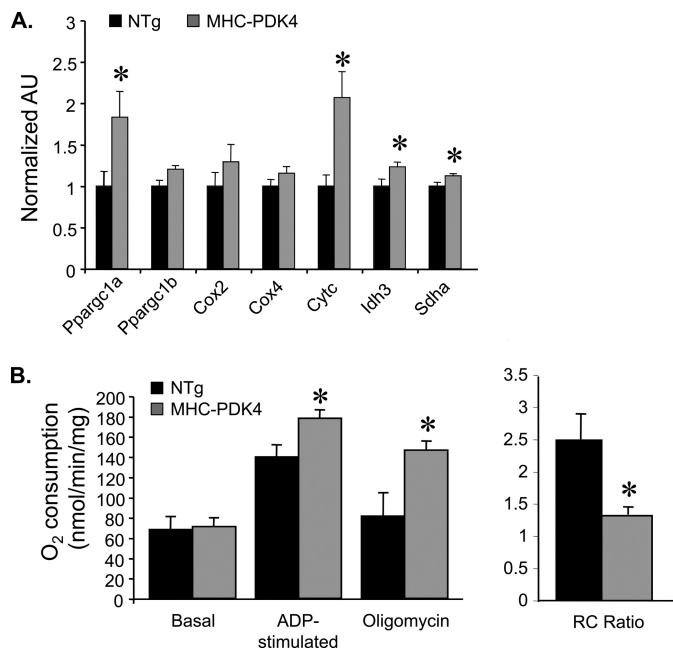 A.
NTg MHC-PDK4
Normalized AU
3
2.5
2
1.5
1
0.5
0
* * * *
Ppargc1a Ppargc1b Cox2 Cox4 Cytc Idh3 Sdha
B.
NTg
MHC-PDK4
O₂ consumption
(nmol/min/mg)
200
180
160
140
120
100
80
60
40
20
0
* *
Basal ADP-stimulated Oligomycin
3.5
3
2.5
2
1.5
1
0.5
0
*
RC Ratio